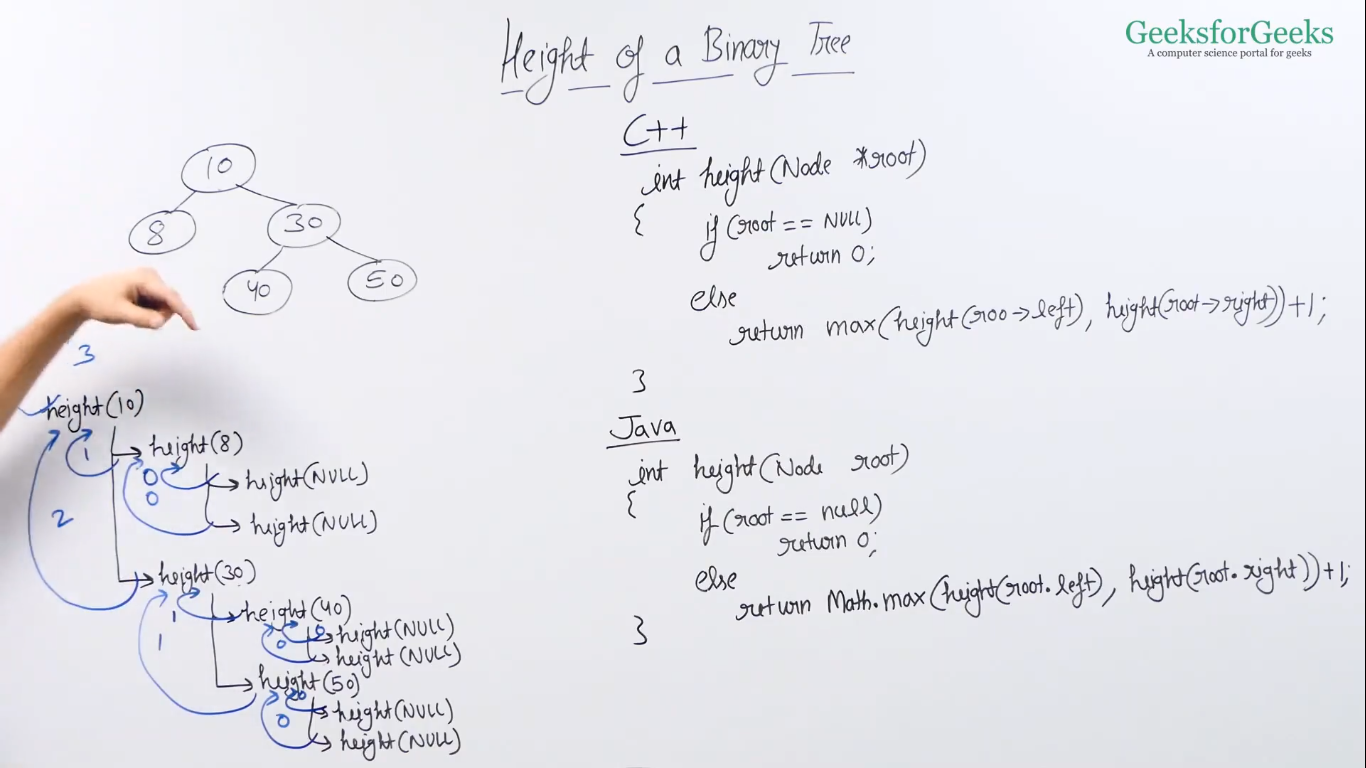 GeeksforGeeks
A computer science portal for geeks
Height of a Binary Tree
10
8
30
40
50
3
height(10)
1
height(8)
0
height(NULL)
0
height(NULL)
2
height(30)
1
height(40)
0
height(NULL)
0
height(NULL)
1
height(50)
0
height(NULL)
0
height(NULL)
C++
int height(Node *root)
{
if(root == NULL)
return 0;
else
return max(height(roo->left), height(root->right))+1;
}
Java
int height(Node root)
{
if(root == null)
return 0;
else
return Math.max(height(root.left), height(root.right))+1;
}